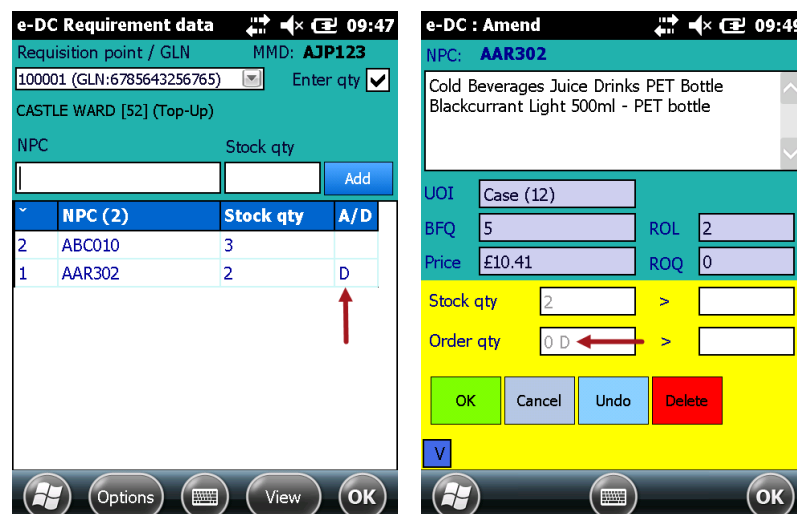 e-DC Requirement data 09:47
Requisition point / GLN MMD: AJP123
100001 (GLN:6785643256765) Enter qty
CASTLE WARD [52] (Top-Up)
NPC Stock qty
Add
NPC (2) Stock qty A/D
2 ABC010 3
1 AAR302 2 D
Options View OK
e-DC : Amend 09:49
NPC: AAR302
Cold Beverages Juice Drinks PET Bottle
Blackcurrant Light 500ml - PET bottle
UOI Case (12)
BFQ 5 ROL 2
Price £10.41 ROQ 0
Stock qty 2 >
Order qty 0 D >
OK Cancel Undo Delete
V
OK